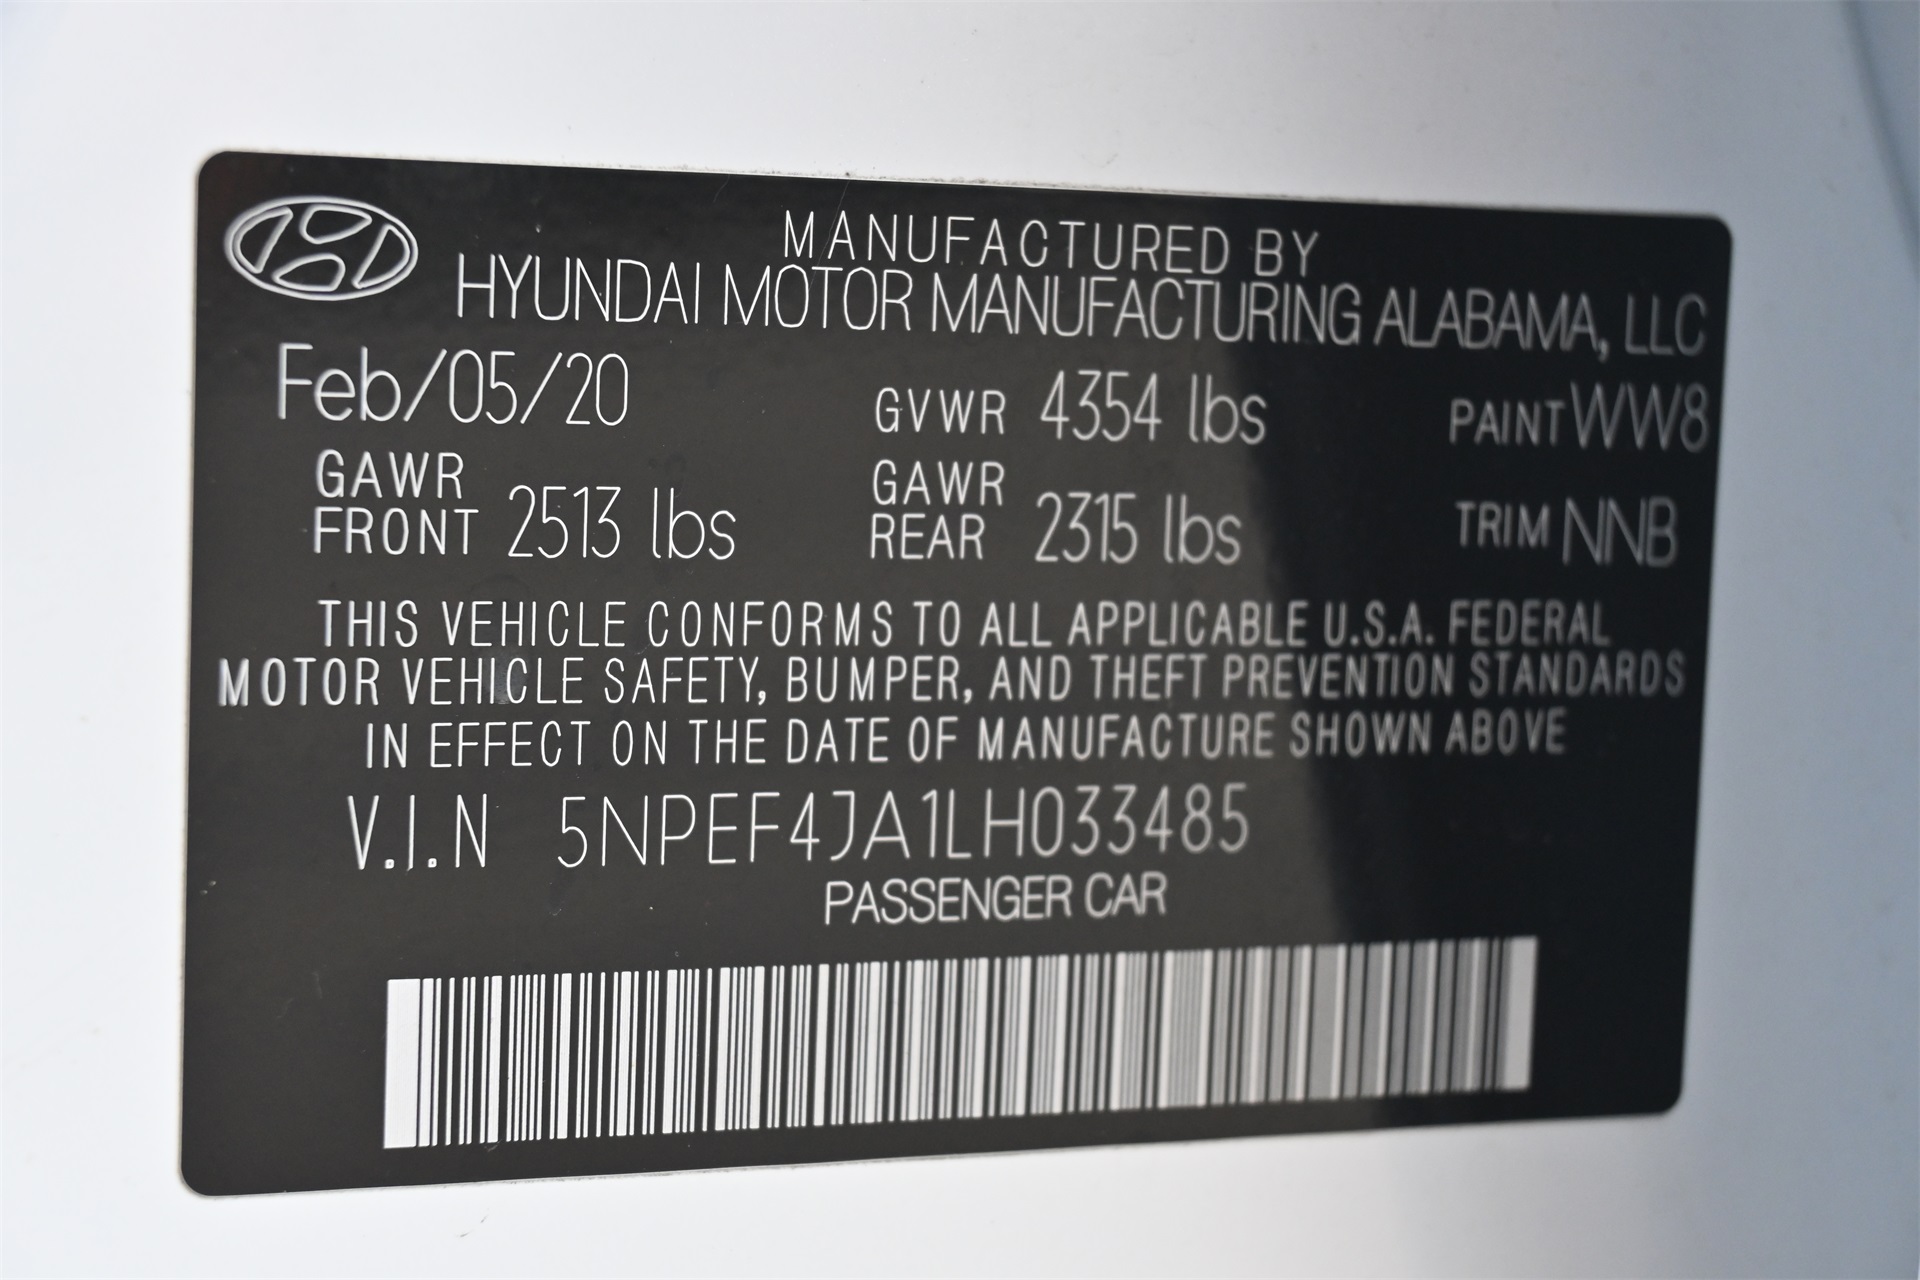 MANUFACTURED BY
HYUNDAI MOTOR MANUFACTURING ALABAMA, LLC
Feb/05/20 GVWR 4354 lbs PAINT WW8
GAWR FRONT 2513 lbs GAWR REAR 2315 lbs TRIM NNB
THIS VEHICLE CONFORMS TO ALL APPLICABLE U.S.A. FEDERAL
MOTOR VEHICLE SAFETY, BUMPER, AND THEFT PREVENTION STANDARDS
IN EFFECT ON THE DATE OF MANUFACTURE SHOWN ABOVE
V.I.N 5NPEF4JA1LH033485
PASSENGER CAR